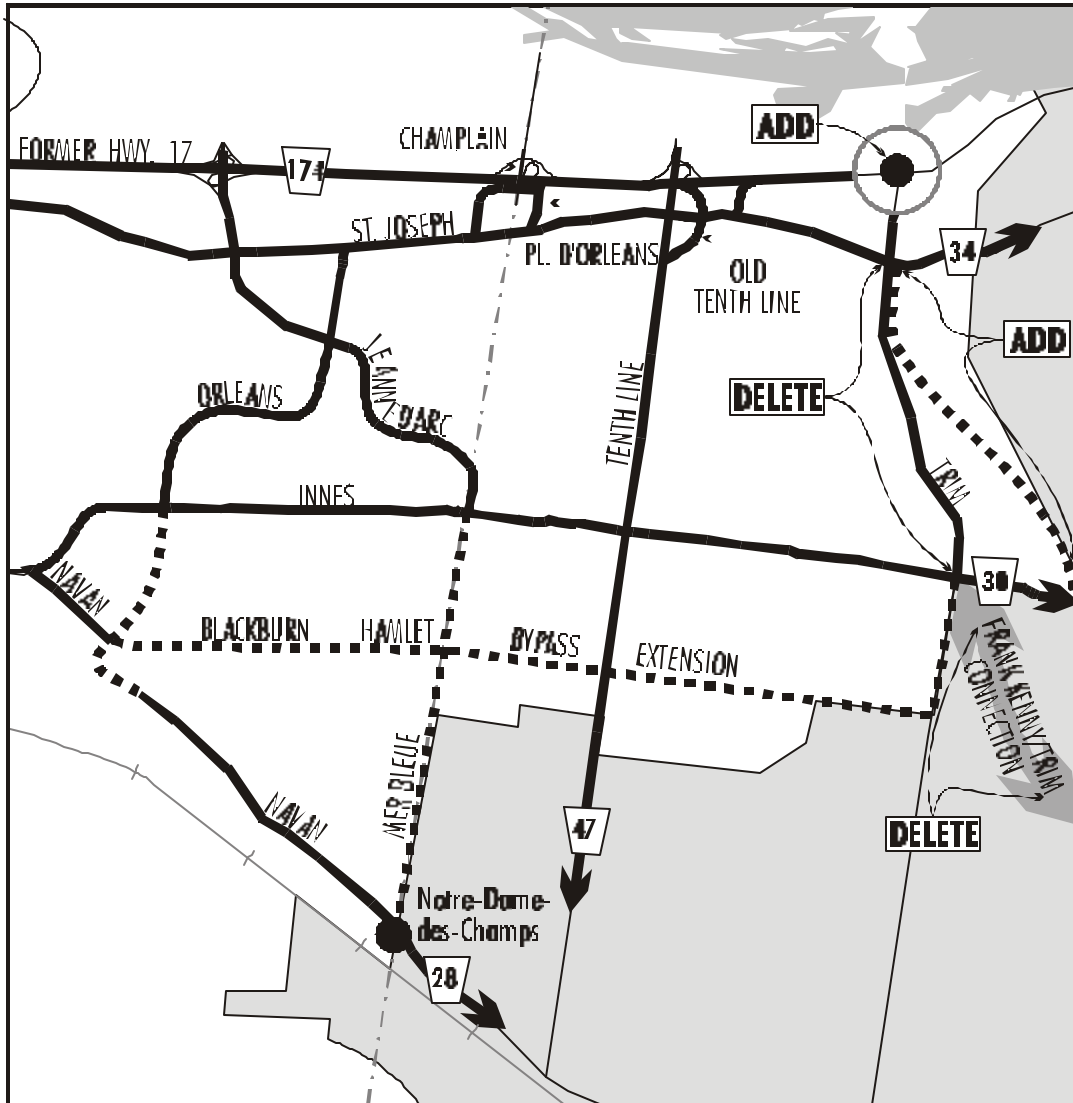 CHAMPLAIN
ADD
FORMER HWY. 17
174
ST. JOSEPH
PL. D'ORLEANS
OLD
TENTH LINE
34
ADD
JEANNE D'ARC
ORLEANS
DELETE
TENTH LINE
TRIM
INNES
NAVAN
30
BLACKBURN HAMLET BYPASS EXTENSION
FRANK KENNY/TRIM
CONNECTION
MER BLEUE
NAVAN
47
DELETE
Notre-Dame-
des-Champs
28